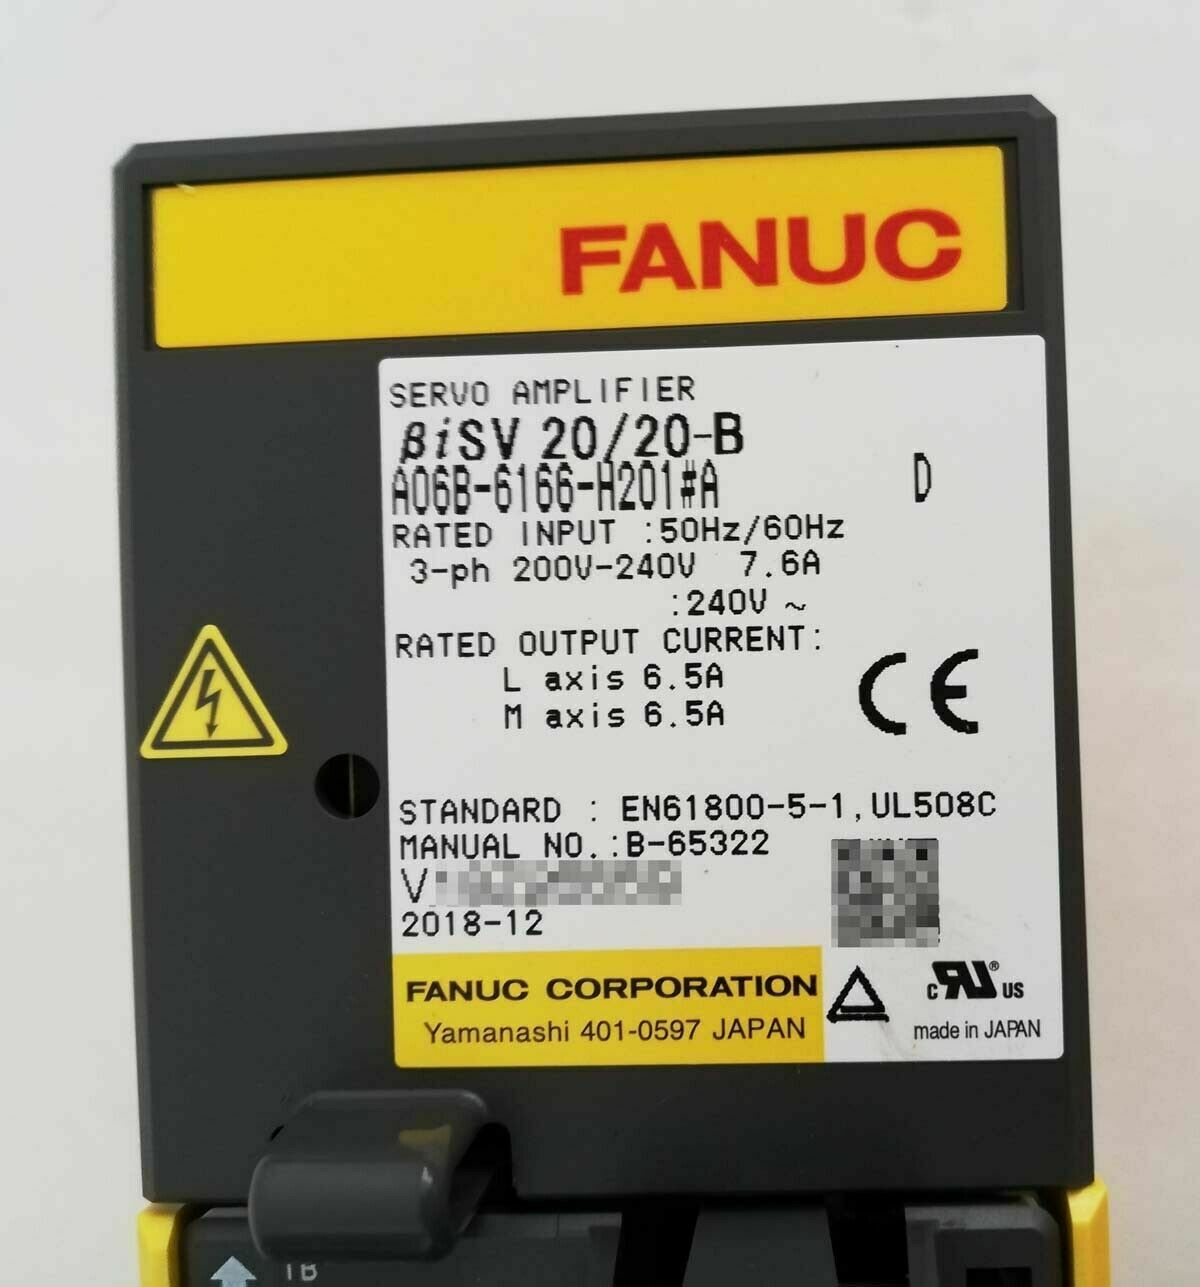 FANUC
SERVO AMPLIFIER
βiSV 20/20-B
A06B-6166-H201#A
D
RATED INPUT :50Hz/60Hz
3-ph 200V-240V 7.6A
:240V ~
RATED OUTPUT CURRENT:
L axis 6.5A
M axis 6.5A
CE
STANDARD : EN61800-5-1,UL508C
MANUAL NO.:B-65322
V
2018-12
FANUC CORPORATION
Yamanashi 401-0597 JAPAN
c RU ® US
made in JAPAN